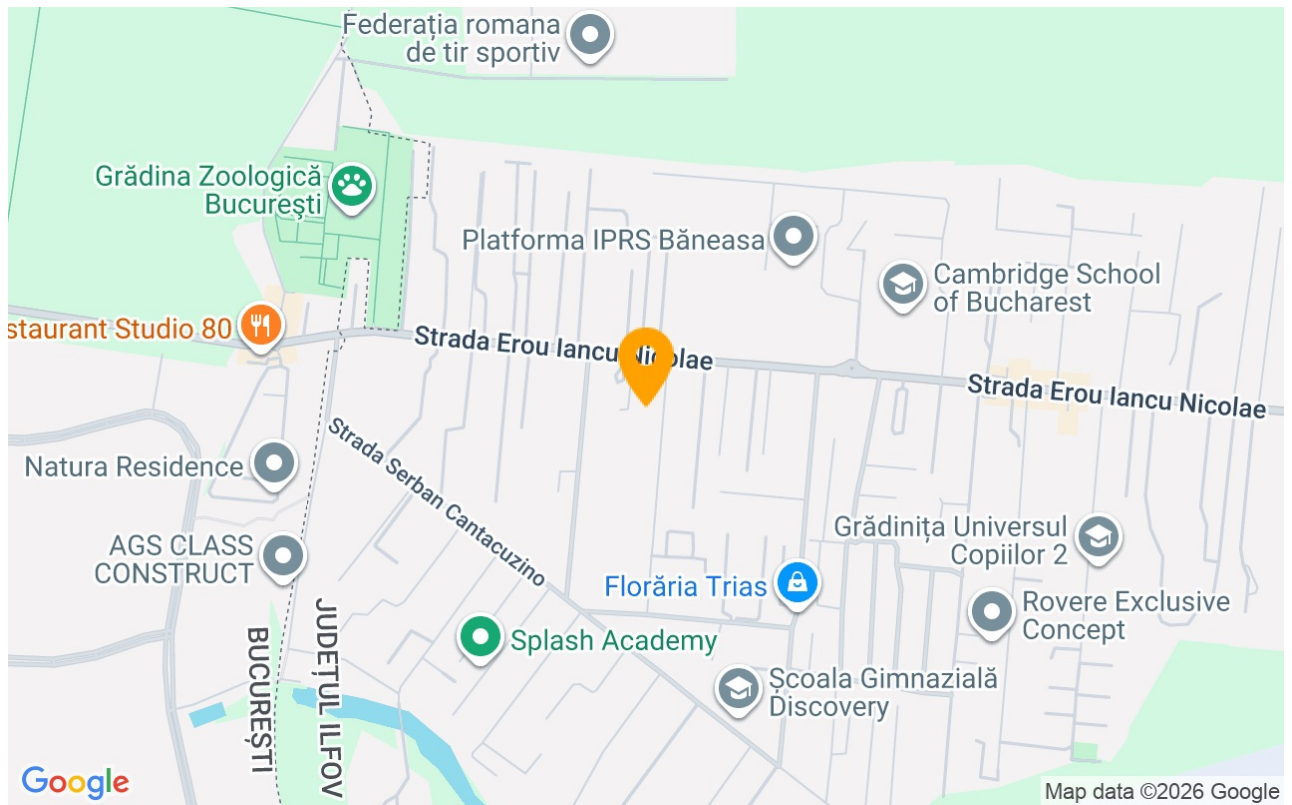 Federația romana
de tir sportiv
Grădina Zoologică
București
Platforma IPRS Băneasa
Cambridge School
of Bucharest
staurant Studio 80
Strada Erou Iancu Nicolae
Strada Erou Iancu Nicolae
Strada Serban Cantacuzino
Natura Residence
AGS CLASS
CONSTRUCT
Grădinița Universul
Copiilor 2
Florăria Trias
Rovere Exclusive
Concept
Splash Academy
Școala Gimnazială
Discovery
JUDEȚUL ILFOV
BUCUREȘTI
Google
Map data ©2026 Google